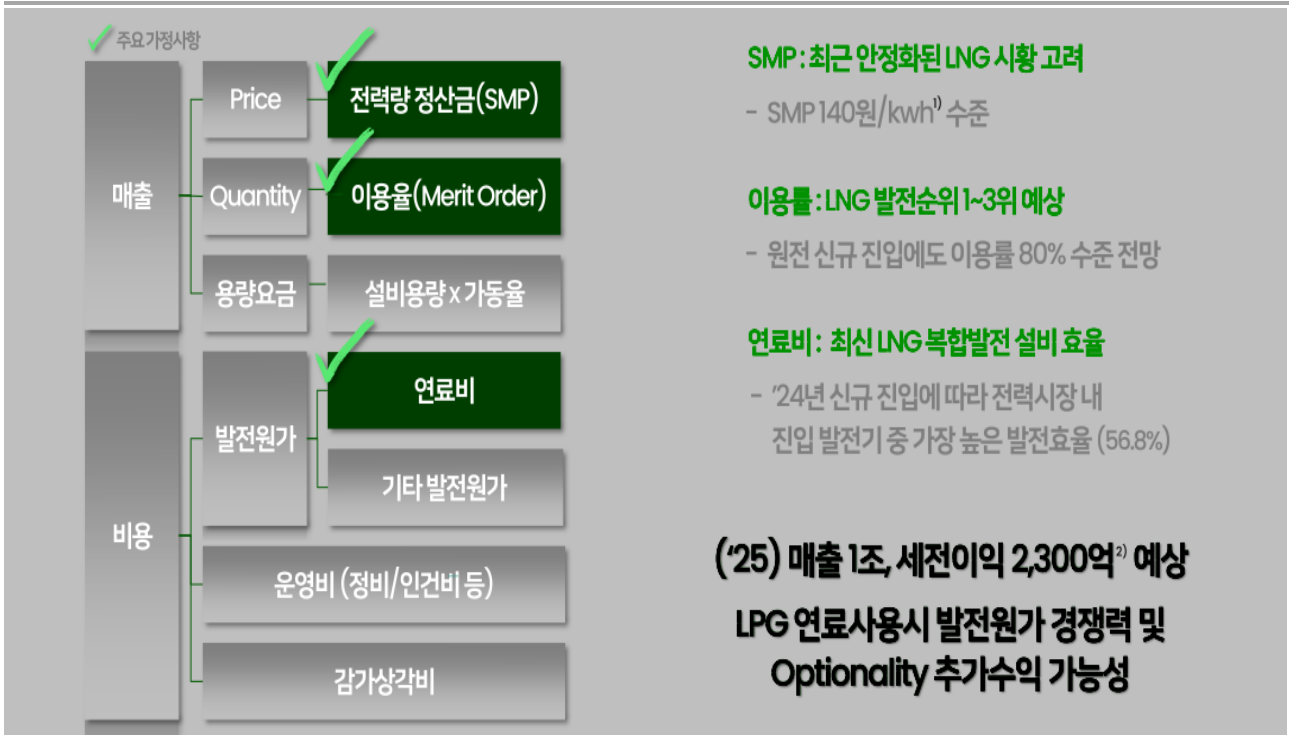 주요 가정사항
매출
Price
전력량 정산금(SMP)
Quantity
이용율(Merit Order)
용량요금
설비용량 x 가동율
비용
발전원가
연료비
기타 발전원가
운영비 (정비/인건비 등)
감가상각비
SMP : 최근 안정화된 LNG 시황 고려
- SMP 140원/kwh¹⁾ 수준
이용률 : LNG 발전순위 1~3위 예상
- 원전 신규 진입에도 이용률 80% 수준 전망
연료비 : 최신 LNG 복합발전 설비 효율
- '24년 신규 진입에 따라 전력시장 내
진입 발전기 중 가장 높은 발전효율 (56.8%)
('25) 매출 1조, 세전이익 2,300억²⁾ 예상
LPG 연료사용시 발전원가 경쟁력 및
Optionality 추가수익 가능성